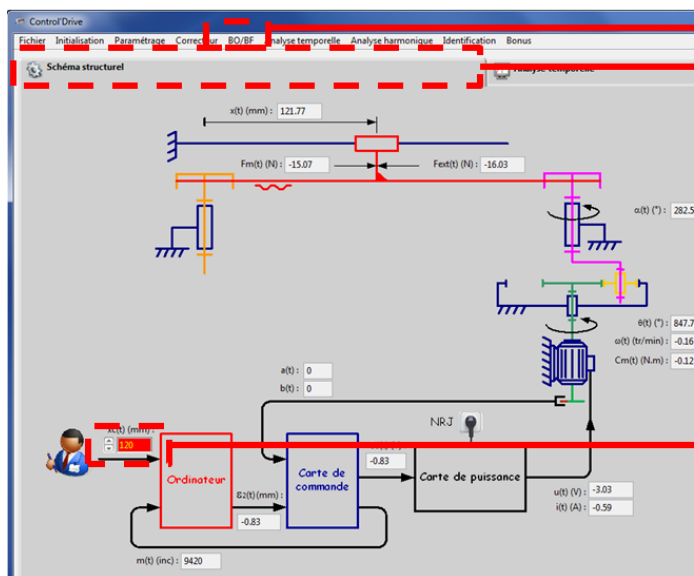 Control'Drive
Fichier Initialisation Paramétrage Correcteur BO/BF Analyse temporelle Analyse harmonique Identification Bonus
Schéma structurel
Analyse temporelle
x(t) (mm) : 121.77
Fm(t) (N) : -15.07 Fext(t) (N) : -16.03
α(t) (°) : 282.5
θ(t) (°) : 847.7
ω(t) (tr/min) : -0.16
Cm(t) (N.m) : -0.12
a(t) : 0
b(t) : 0
NRJ
xc(t) (mm) :
120
-0.83
Ordinateur
Carte de commande
Carte de puissance
ε2(t)(mm) :
-0.83
u(t) (V) : -3.03
i(t) (A) : -0.59
m(t) (inc) : 9420